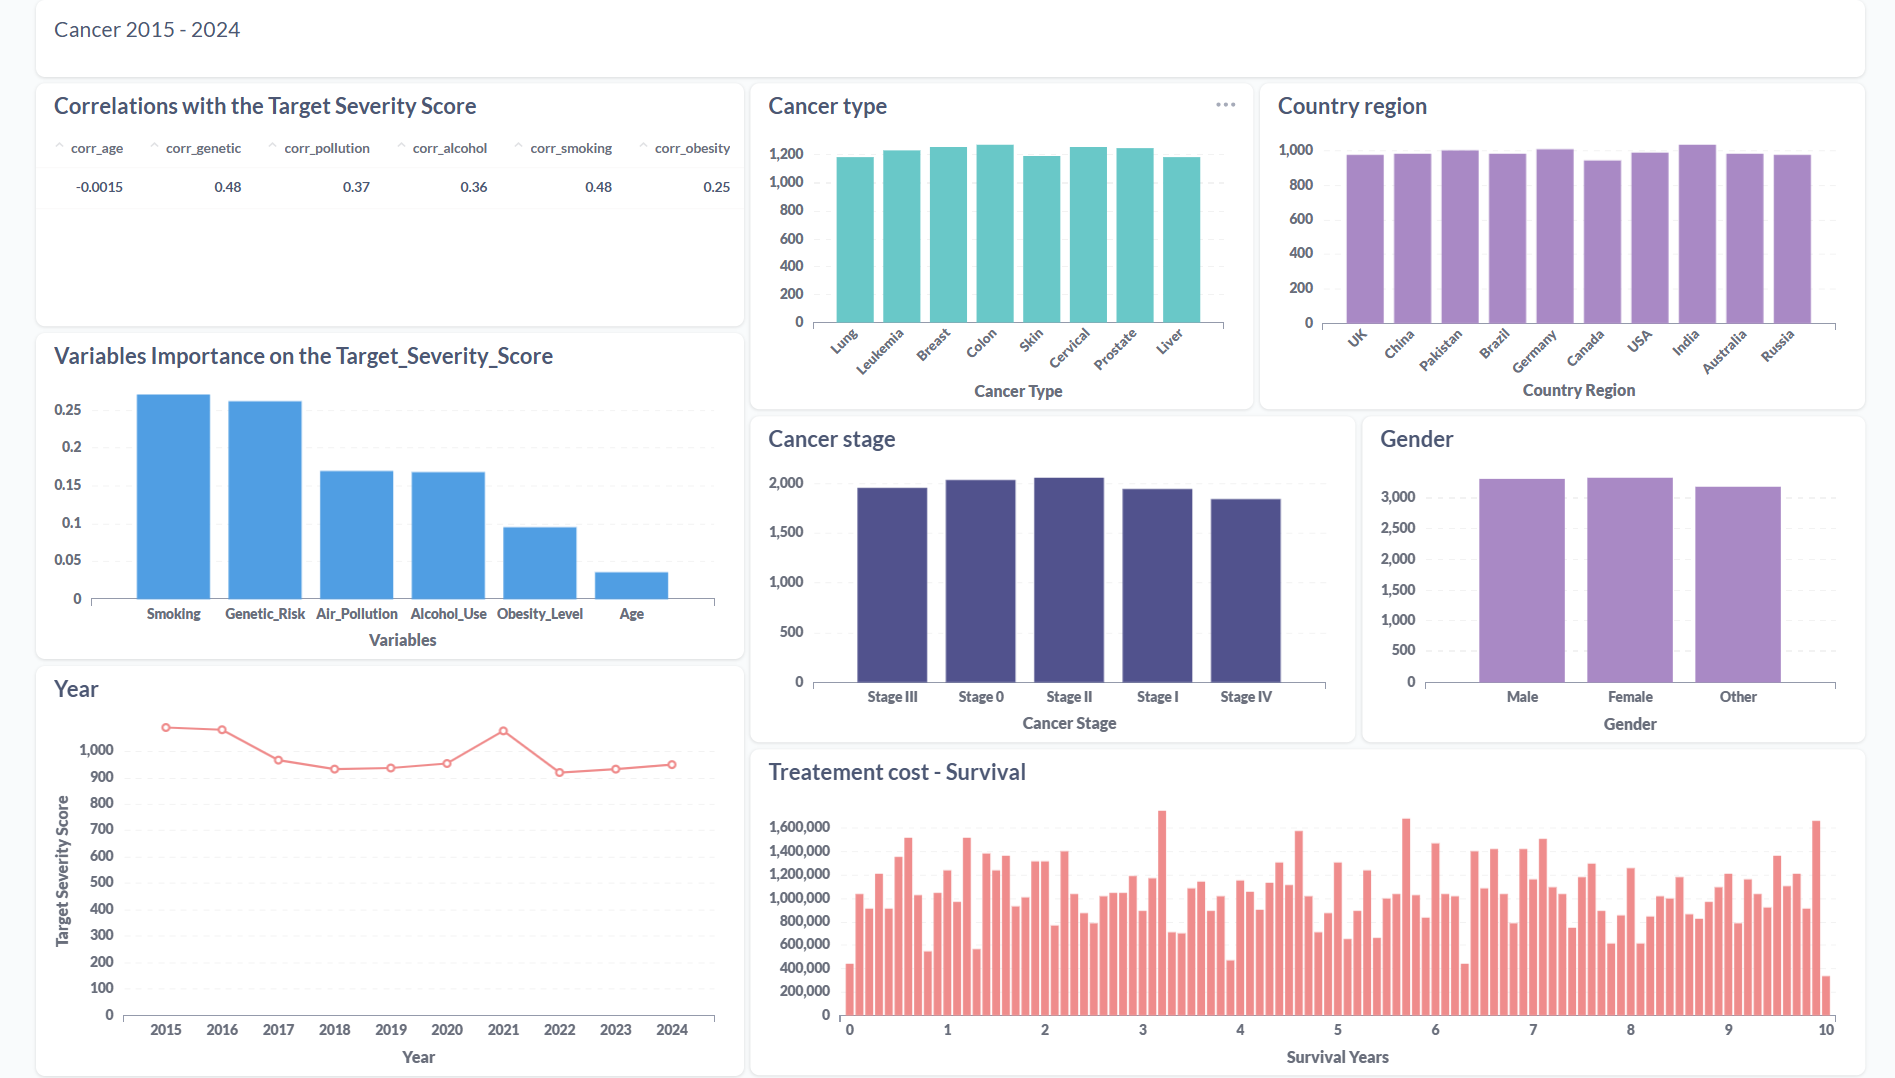 Cancer 2015 - 2024
Correlations with the Target Severity Score
corr_age corr_genetic corr_pollution corr_alcohol corr_smoking corr_obesity
-0.0015 0.48 0.37 0.36 0.48 0.25
Variables Importance on the Target_Severity_Score
0.25
0.2
0.15
0.1
0.05
0
Smoking Genetic_Risk Air_Pollution Alcohol_Use Obesity_Level Age
Variables
Year
Target Severity Score
1,000
900
800
700
600
500
400
300
200
100
0
2015 2016 2017 2018 2019 2020 2021 2022 2023 2024
Year
Cancer type
1,200
1,000
800
600
400
200
0
Lung Leukemia Breast Colon Skin Cervical Prostate Liver
Cancer Type
Country region
1,000
800
600
400
200
0
UK China Pakistan Brazil Germany Canada USA India Australia Russia
Country Region
Cancer stage
2,000
1,500
1,000
500
0
Stage III Stage 0 Stage II Stage I Stage IV
Cancer Stage
Gender
3,000
2,500
2,000
1,500
1,000
500
0
Male Female Other
Gender
Treatement cost - Survival
1,600,000
1,400,000
1,200,000
1,000,000
800,000
600,000
400,000
200,000
0
0 1 2 3 4 5 6 7 8 9 10
Survival Years